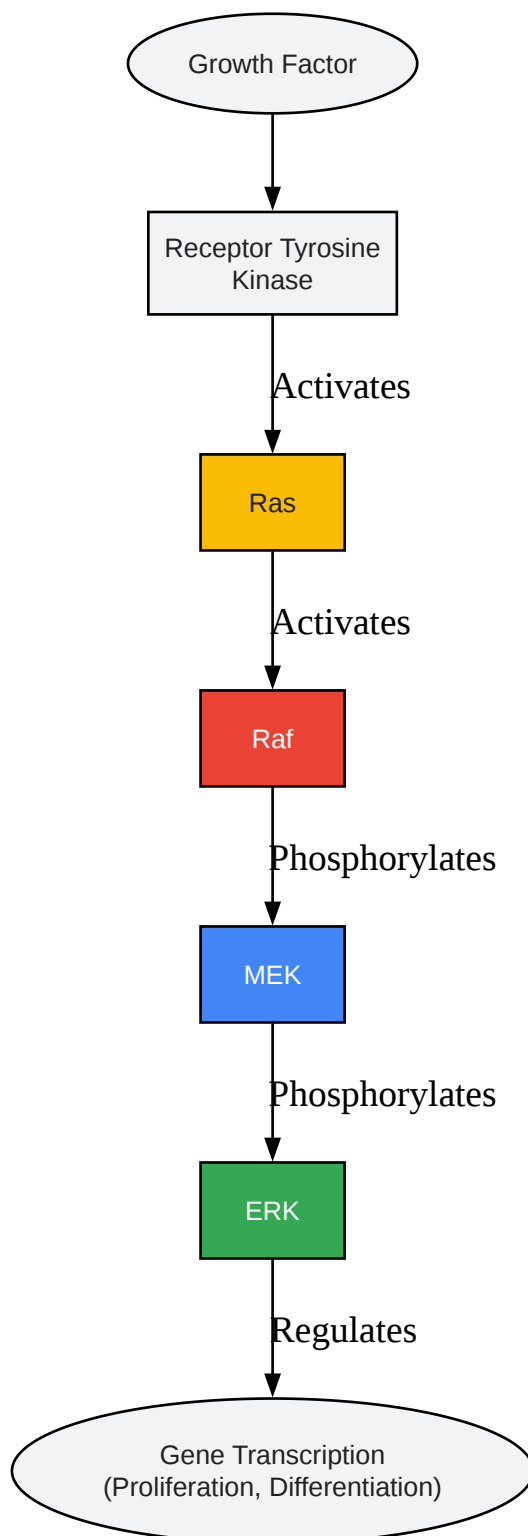 Growth Factor
Receptor Tyrosine
Kinase
Activates
Ras
Activates
Raf
Phosphorylates
MEK
Phosphorylates
ERK
Regulates
Gene Transcription
(Proliferation, Differentiation)